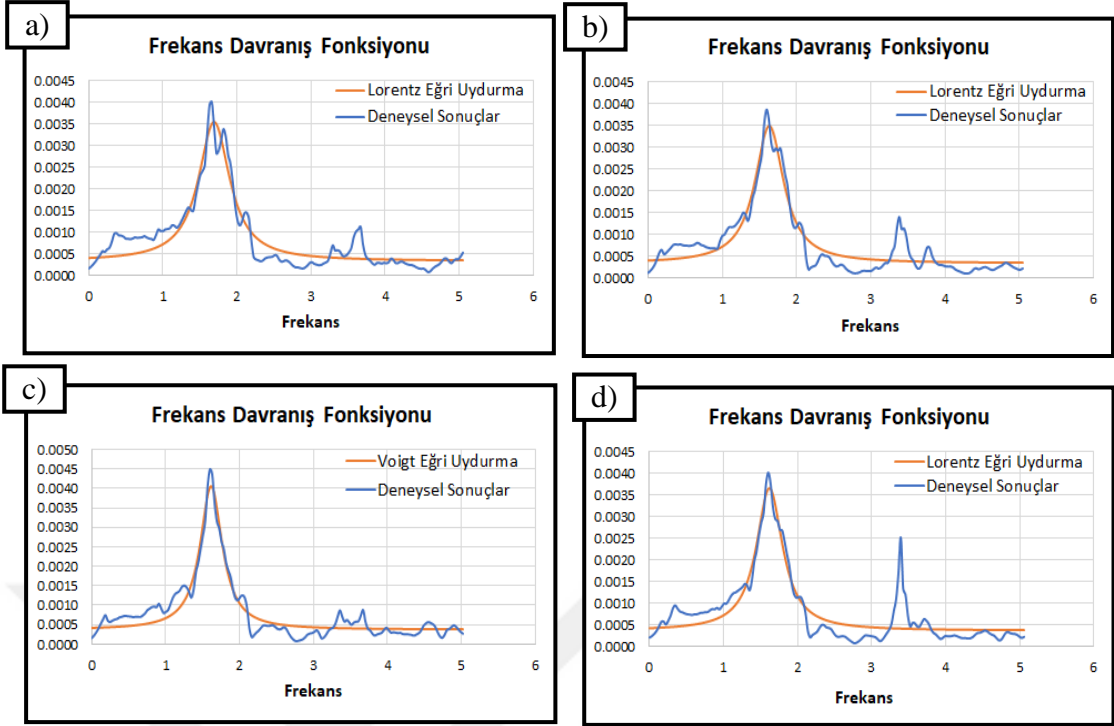 a)
Frekans Davranış Fonksiyonu
Lorentz Eğri Uydurma
Deneysel Sonuçlar
0.0045
0.0040
0.0035
0.0030
0.0025
0.0020
0.0015
0.0010
0.0005
0.0000
0 1 2 3 4 5 6
Frekans
b)
Frekans Davranış Fonksiyonu
Lorentz Eğri Uydurma
Deneysel Sonuçlar
0.0045
0.0040
0.0035
0.0030
0.0025
0.0020
0.0015
0.0010
0.0005
0.0000
0 1 2 3 4 5 6
Frekans
c)
Frekans Davranış Fonksiyonu
Voigt Eğri Uydurma
Deneysel Sonuçlar
0.0050
0.0045
0.0040
0.0035
0.0030
0.0025
0.0020
0.0015
0.0010
0.0005
0.0000
0 1 2 3 4 5 6
Frekans
d)
Frekans Davranış Fonksiyonu
Lorentz Eğri Uydurma
Deneysel Sonuçlar
0.0045
0.0040
0.0035
0.0030
0.0025
0.0020
0.0015
0.0010
0.0005
0.0000
0 1 2 3 4 5 6
Frekans